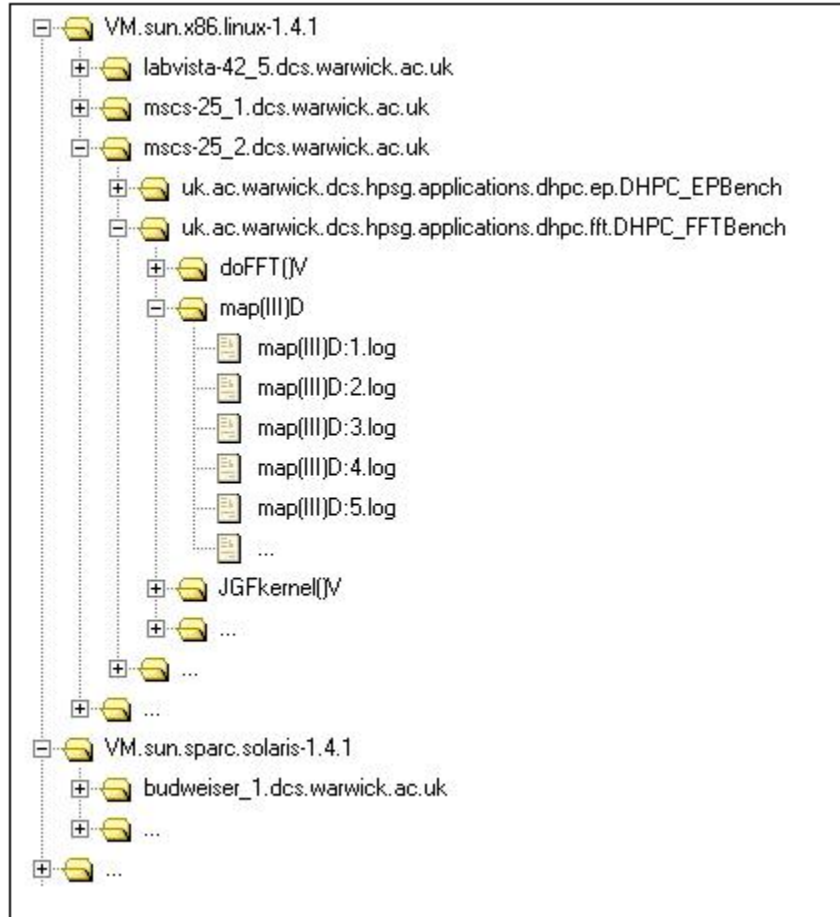 VM.sun.x86.linux-1.4.1
labvista-42_5.dcs.warwick.ac.uk
mscs-25_1.dcs.warwick.ac.uk
mscs-25_2.dcs.warwick.ac.uk
uk.ac.warwick.dcs.hpsg.applications.dhpc.ep.DHPC_EPBench
uk.ac.warwick.dcs.hpsg.applications.dhpc.fft.DHPC_FFTBench
doFFT()V
map(III)D
map(III)D:1.log
map(III)D:2.log
map(III)D:3.log
map(III)D:4.log
map(III)D:5.log
...
JGFkernel()V
...
...
...
VM.sun.sparc.solaris-1.4.1
budweiser_1.dcs.warwick.ac.uk
...
...